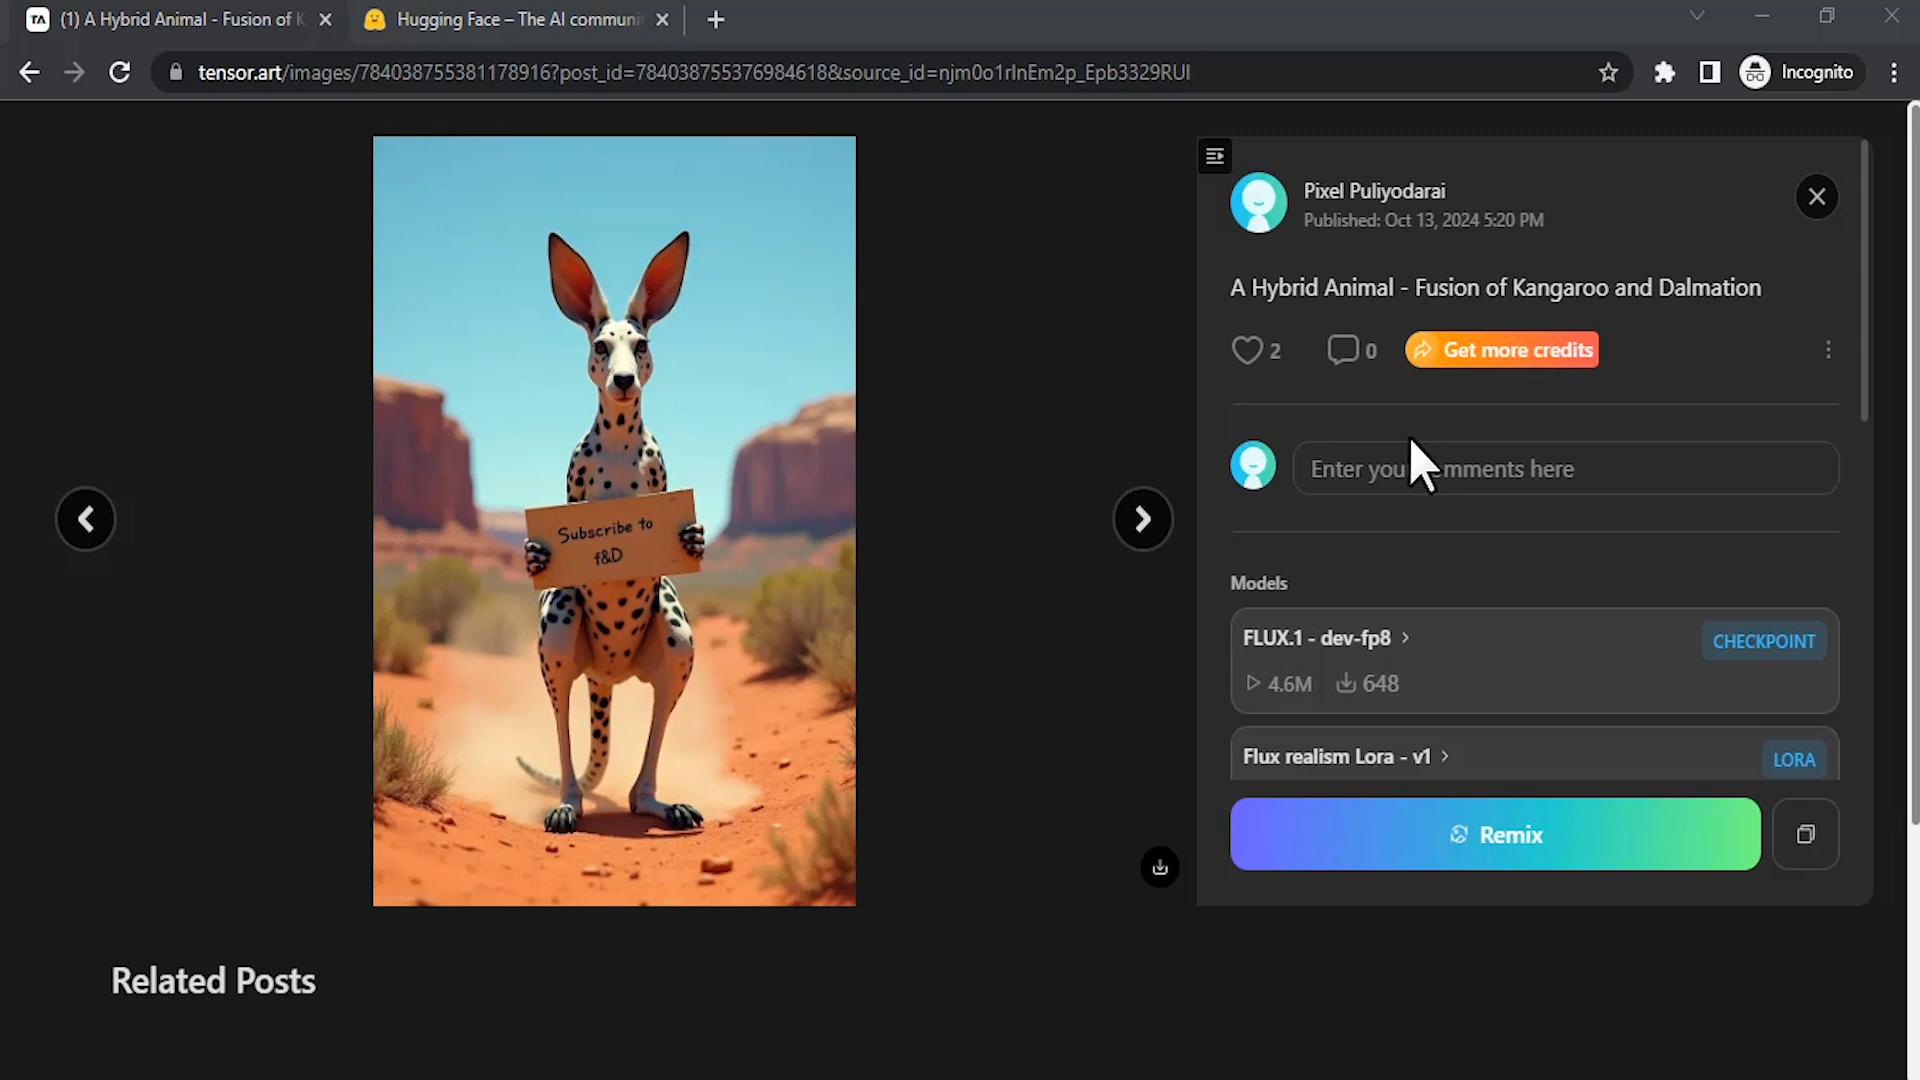 (1) A Hybrid Animal - Fusion of K
Hugging Face – The AI communi
tensor.art/images/784038755381178916?post_id=784038755376984618&source_id=njm0o1rlnEm2p_Epb3329RUI
Incognito
Subscribe to
f&D
Pixel Puliyodarai
Published: Oct 13, 2024 5:20 PM
A Hybrid Animal - Fusion of Kangaroo and Dalmation
2
0
Get more credits
Enter you mments here
Models
FLUX.1 - dev-fp8
CHECKPOINT
4.6M
648
Flux realism Lora - v1
LORA
Remix
Related Posts